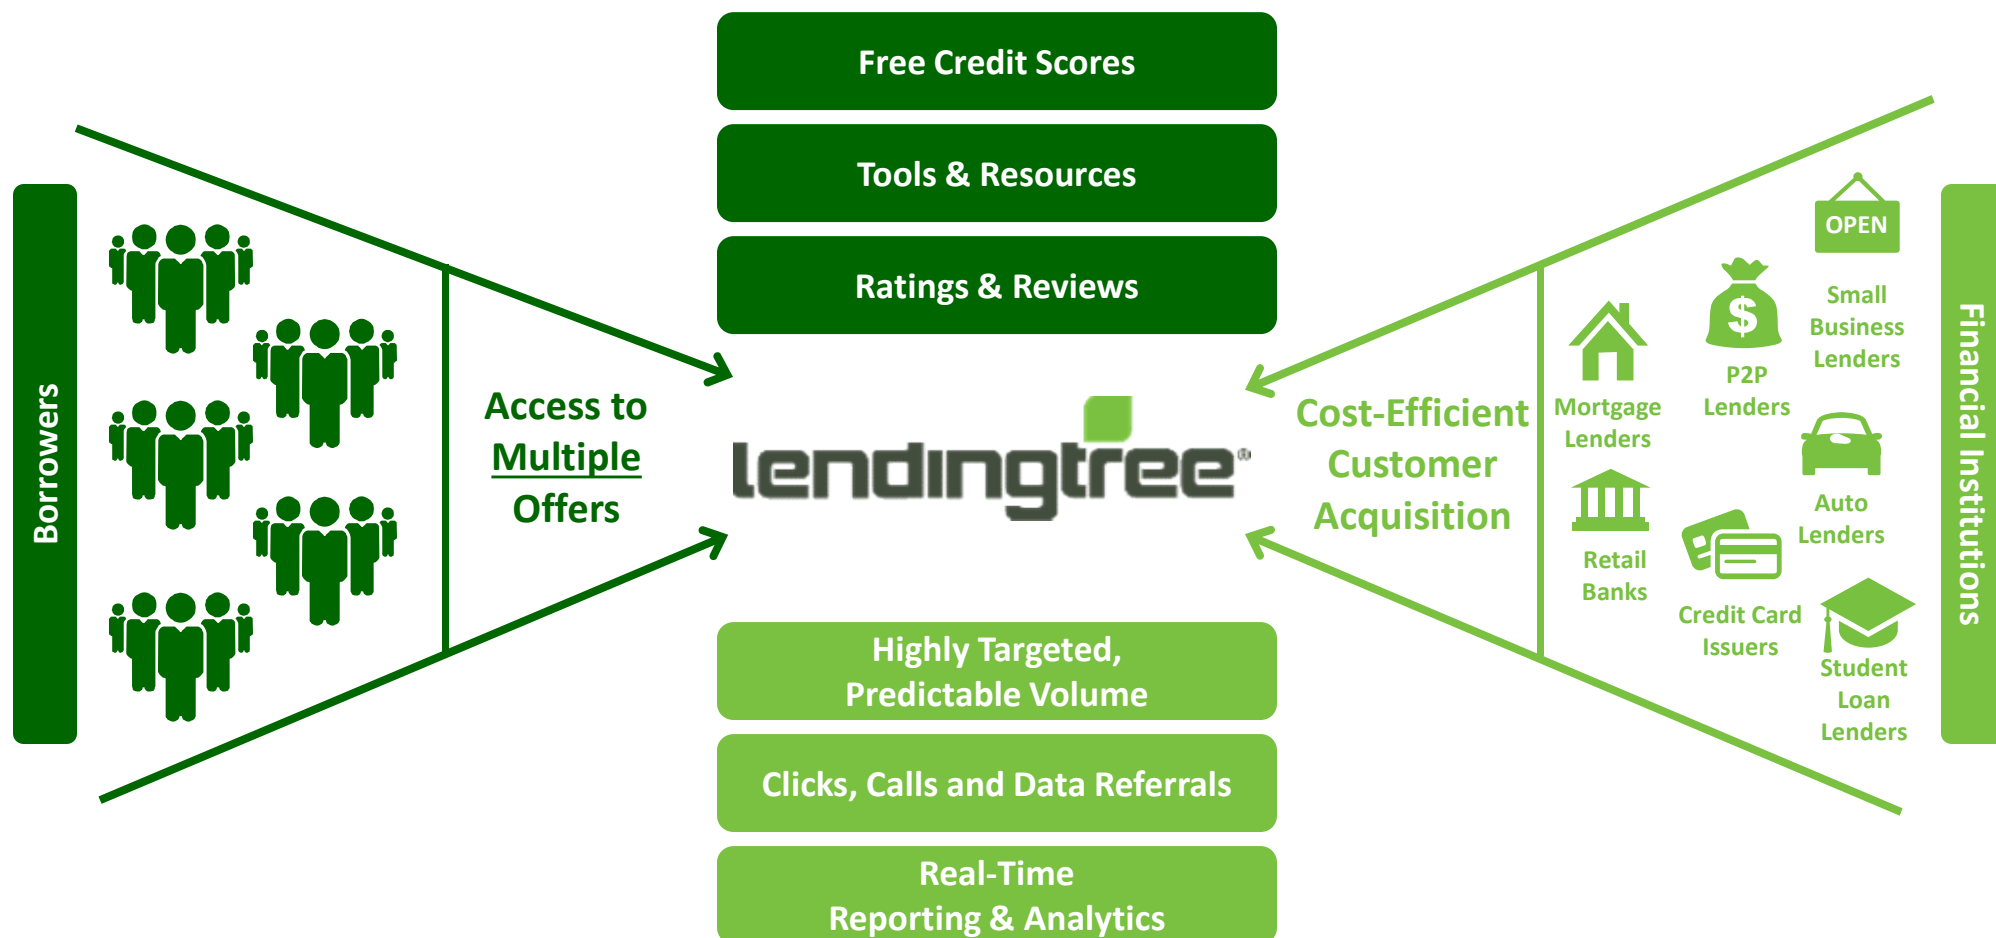 Free Credit Scores
Tools & Resources
Ratings & Reviews
Borrowers
Access to
Multiple
Offers
lendingtree®
Cost-Efficient
Customer
Acquisition
OPEN
Small
Business
Lenders
$
P2P
Lenders
Mortgage
Lenders
Auto
Lenders
Retail
Banks
Credit Card
Issuers
Student
Loan
Lenders
Financial Institutions
Highly Targeted,
Predictable Volume
Clicks, Calls and Data Referrals
Real-Time
Reporting & Analytics